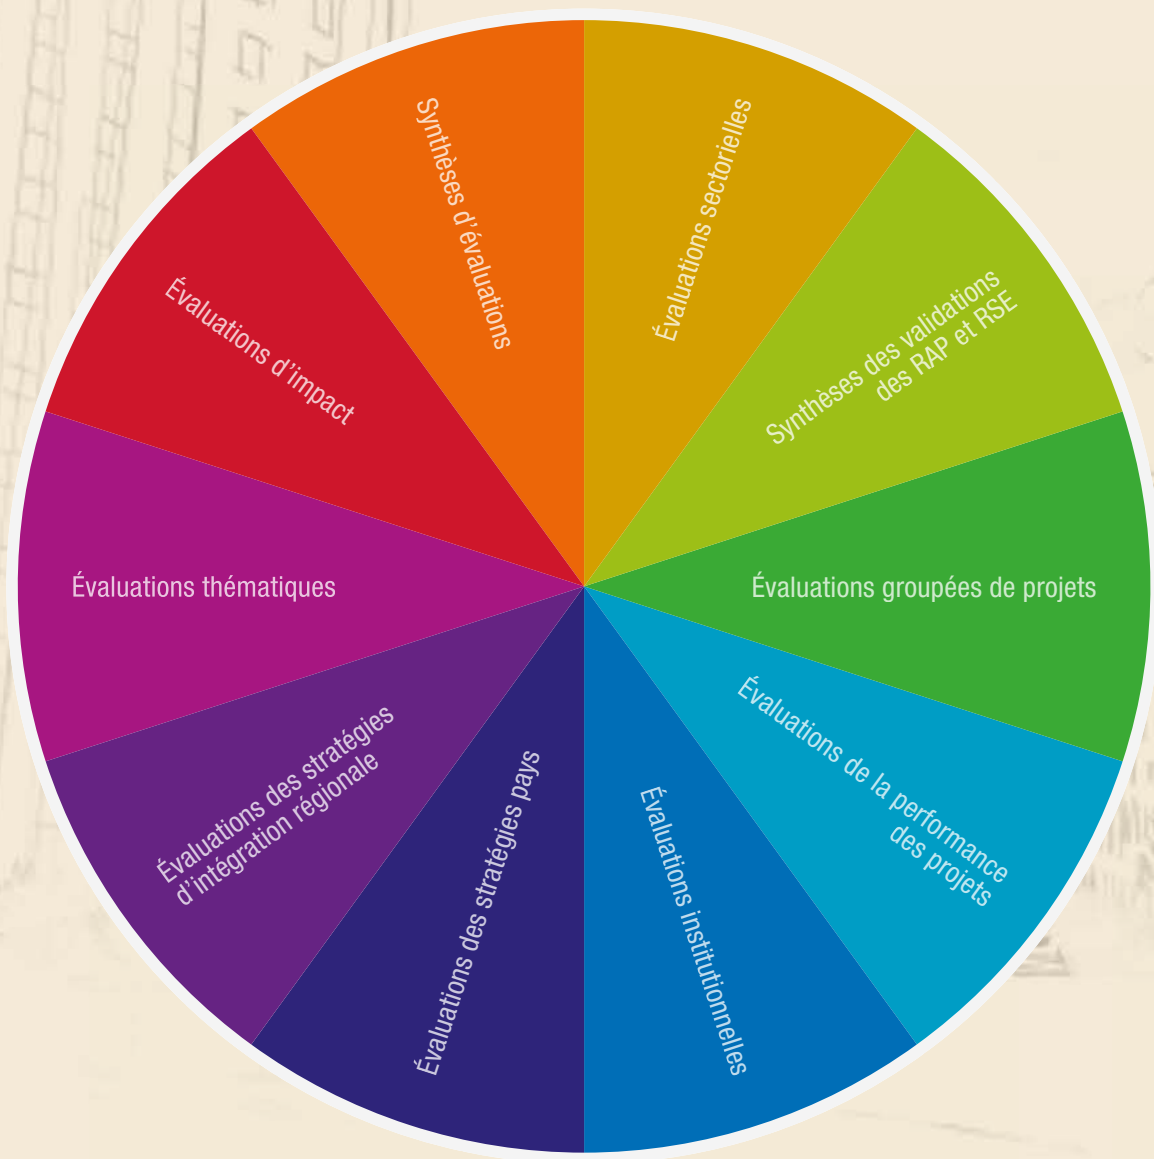 Évaluations sectorielles
Synthèses des validations
des RAP et RSE
Évaluations groupées de projets
Évaluations de la performance
des projets
Évaluations institutionnelles
Évaluations des stratégies pays
Évaluations des stratégies
d’intégration régionale
Évaluations thématiques
Évaluations d’impact
Synthèses d’évaluations